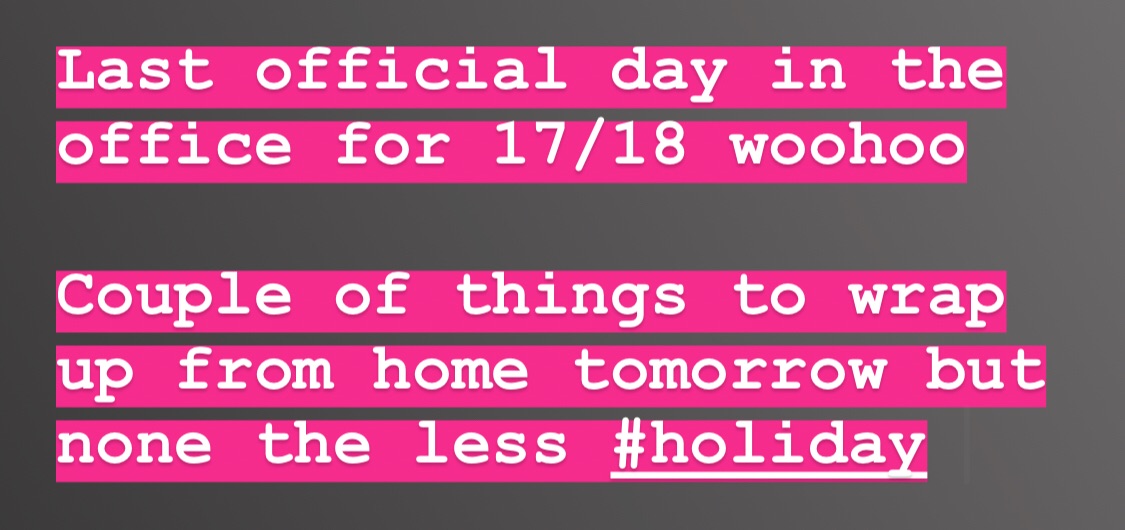 Last official day in the
office for 17/18 woohoo
Couple of things to wrap
up from home tomorrow but
none the less #holiday